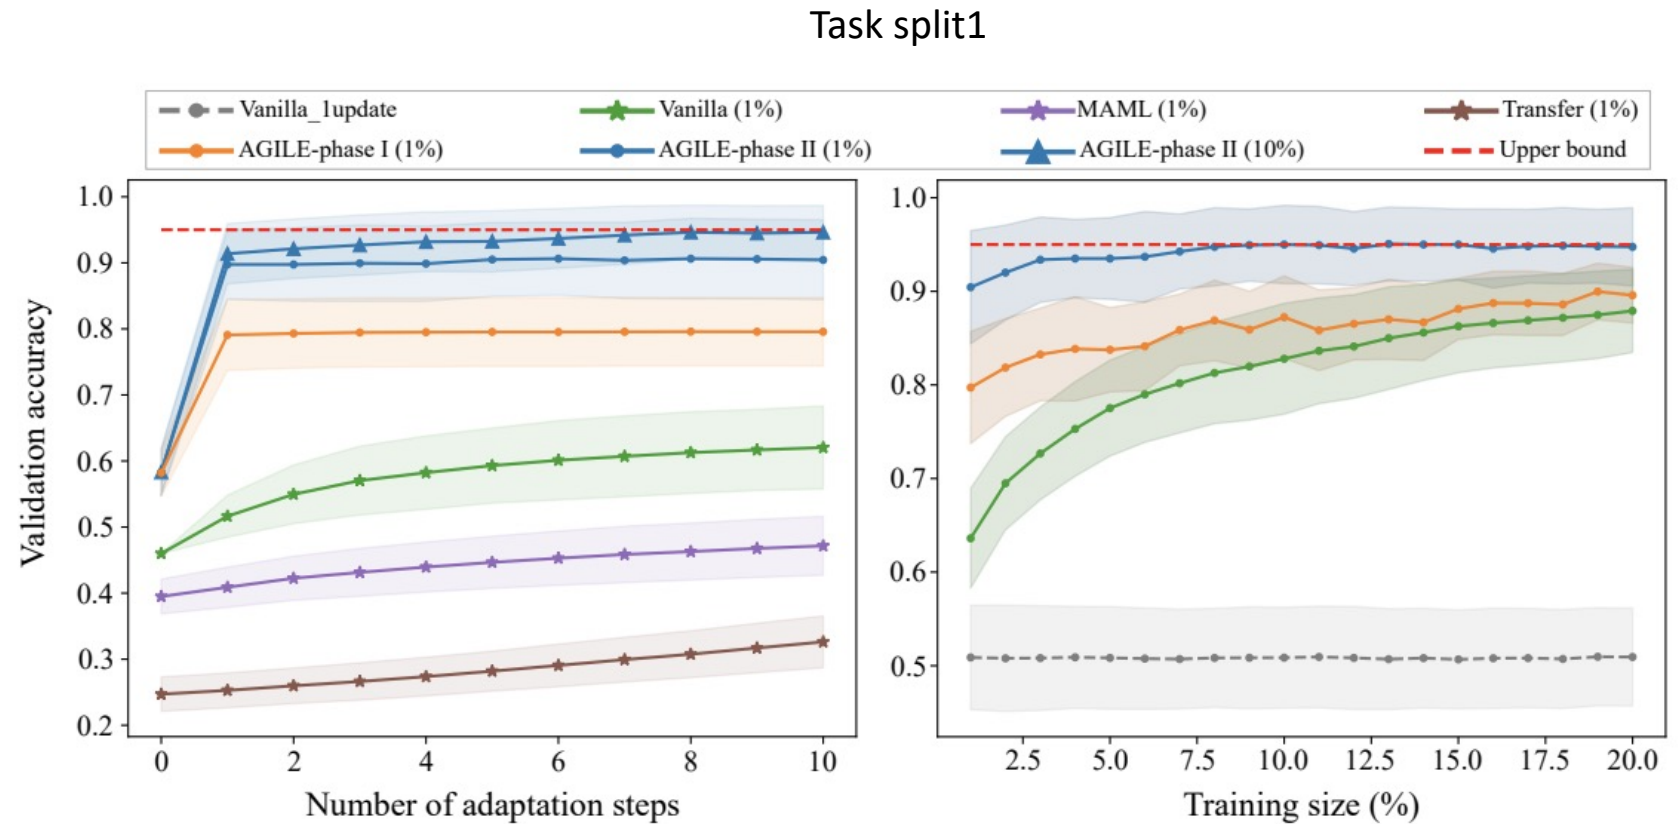 Task split1
Vanilla_1update Vanilla (1%) MAML (1%) Transfer (1%)
AGILE-phase I (1%) AGILE-phase II (1%) AGILE-phase II (10%) Upper bound
Validation accuracy
1.0
0.9
0.8
0.7
0.6
0.5
0.4
0.3
0.2
0 2 4 6 8 10
Number of adaptation steps
1.0
0.9
0.8
0.7
0.6
0.5
2.5 5.0 7.5 10.0 12.5 15.0 17.5 20.0
Training size (%)